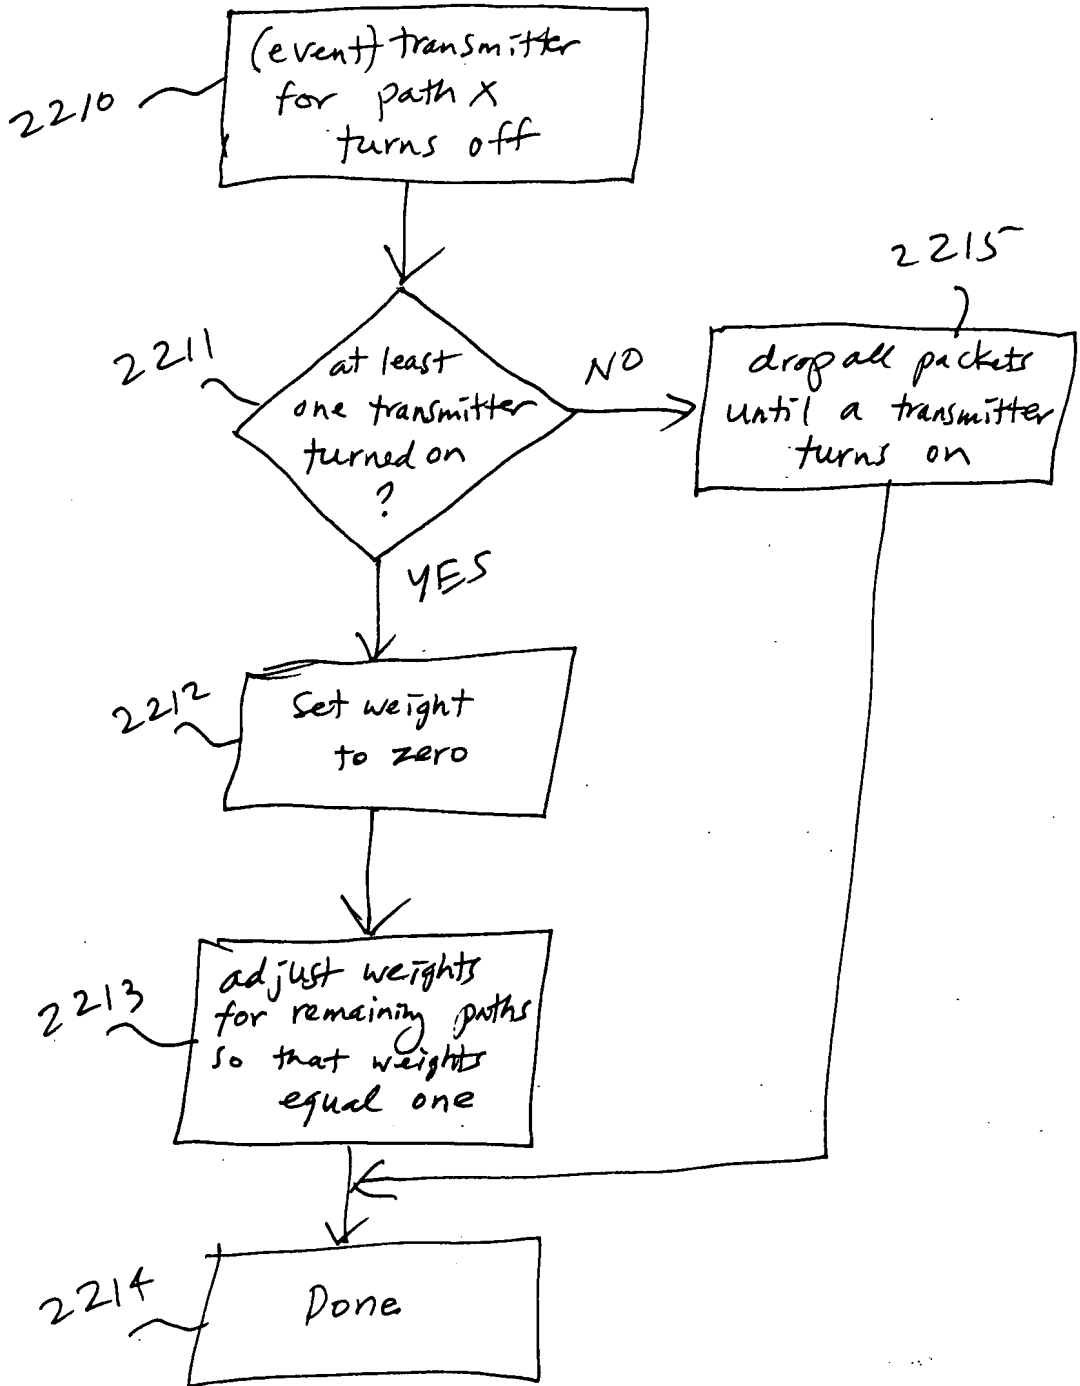 (event) transmitter
for path X
turns off
2210
2211
at least
one transmitter
turned on
?
NO
2215
drop all packets
until a transmitter
turns on
YES
2212
Set weight
to zero
2213
adjust weights
for remaining paths
so that weights
equal one
2214
Done